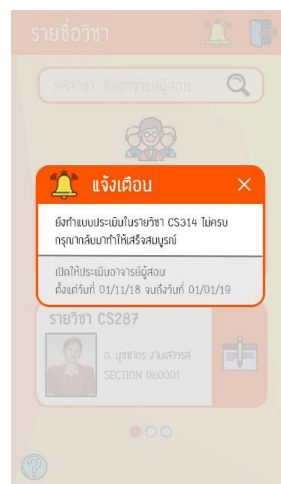 รายชื่อวิชา
รหัสวิชา, ชื่ออาจารย์ผู้สอน
แจ้งเตือน
ยังทำแบบประเมินในรายวิชา CS314 ไม่ครบ
กรุณากลับมาทำให้เสร็จสมบูรณ์
เปิดให้ประเมินอาจารย์ผู้สอน
ตั้งแต่วันที่ 01/11/18 จนถึงวันที่ 01/01/19
รายวิชา CS287
อ. นุชชากร งามเสาวรส
SECTION 060001
?